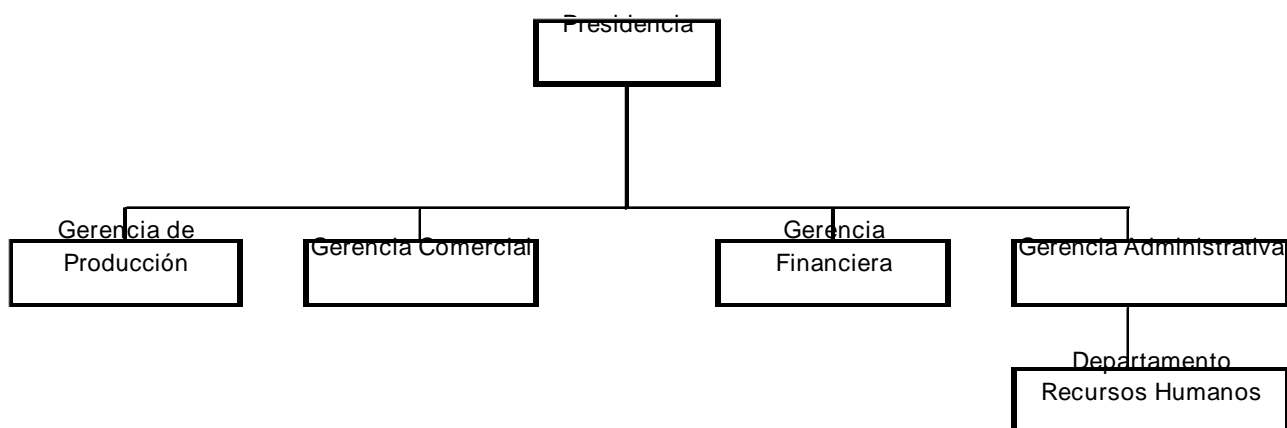 Presidencia
Gerencia de
Producción
Gerencia Comercial
Gerencia
Financiera
Gerencia Administrativa
Departamento
Recursos Humanos